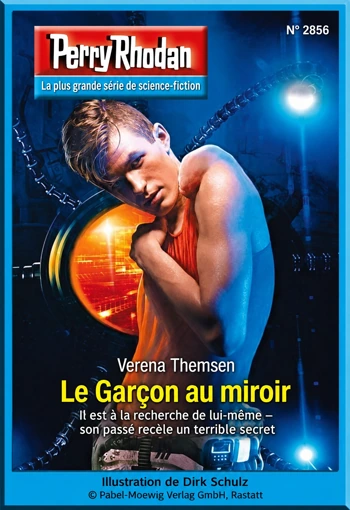 Perry Rhodan
N° 2856
La plus grande série de science-fiction
Verena Themsen
Le Garçon au miroir
Il est à la recherche de lui-même –
son passé recèle un terrible secret
Illustration de Dirk Schulz
© Pabel-Moewig Verlag GmbH, Rastatt